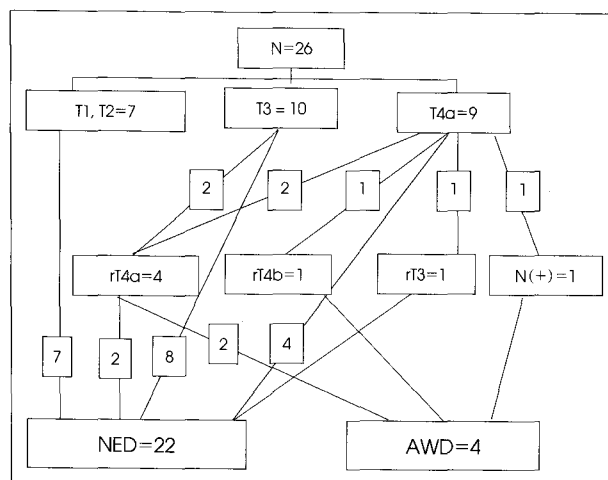 N=26
T1, T2=7 T3 = 10 T4a=9
2 2 1 1 1
rT4a=4 rT4b=1 rT3=1 N(+)=1
7 2 8 2 4
NED=22 AWD=4